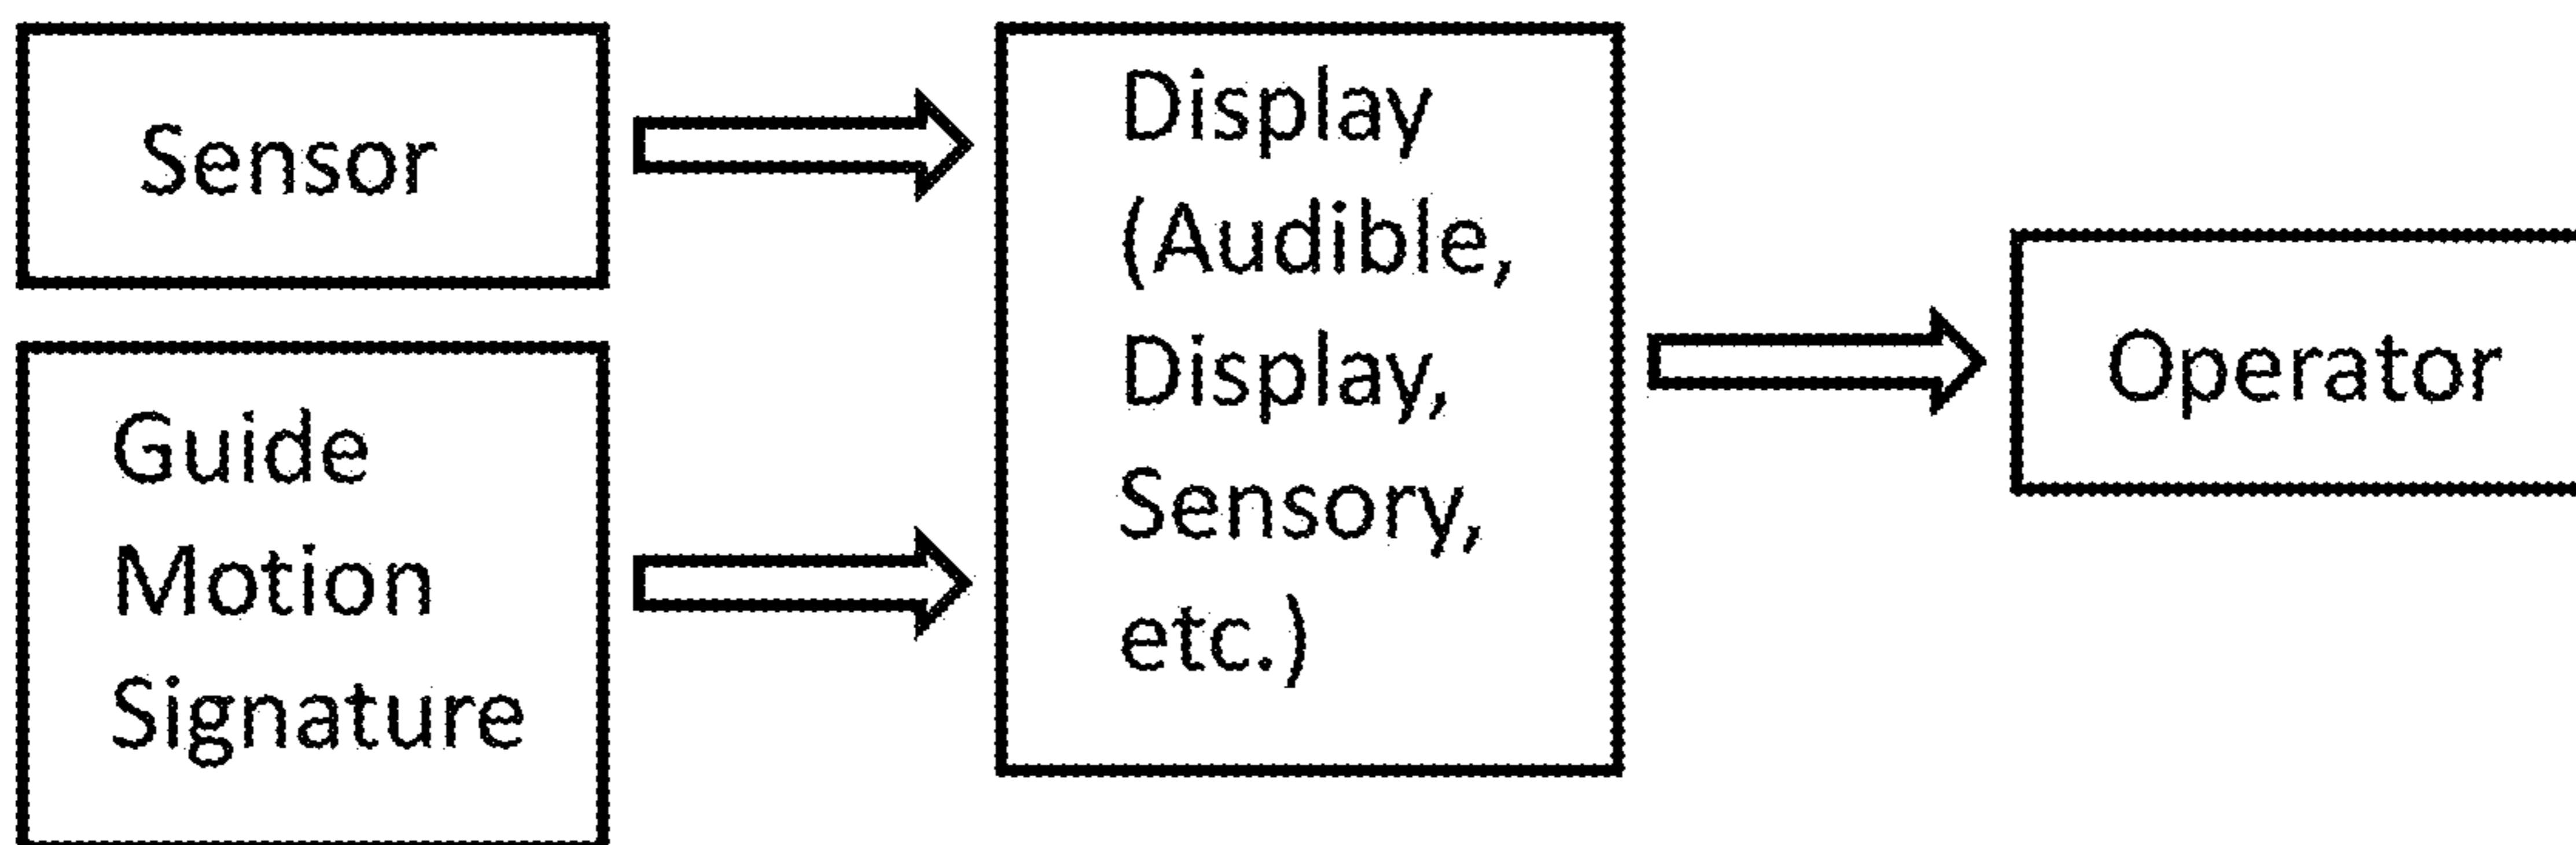 Sensor
Guide
Motion
Signature
Display
(Audible,
Display,
Sensory,
etc.)
Operator